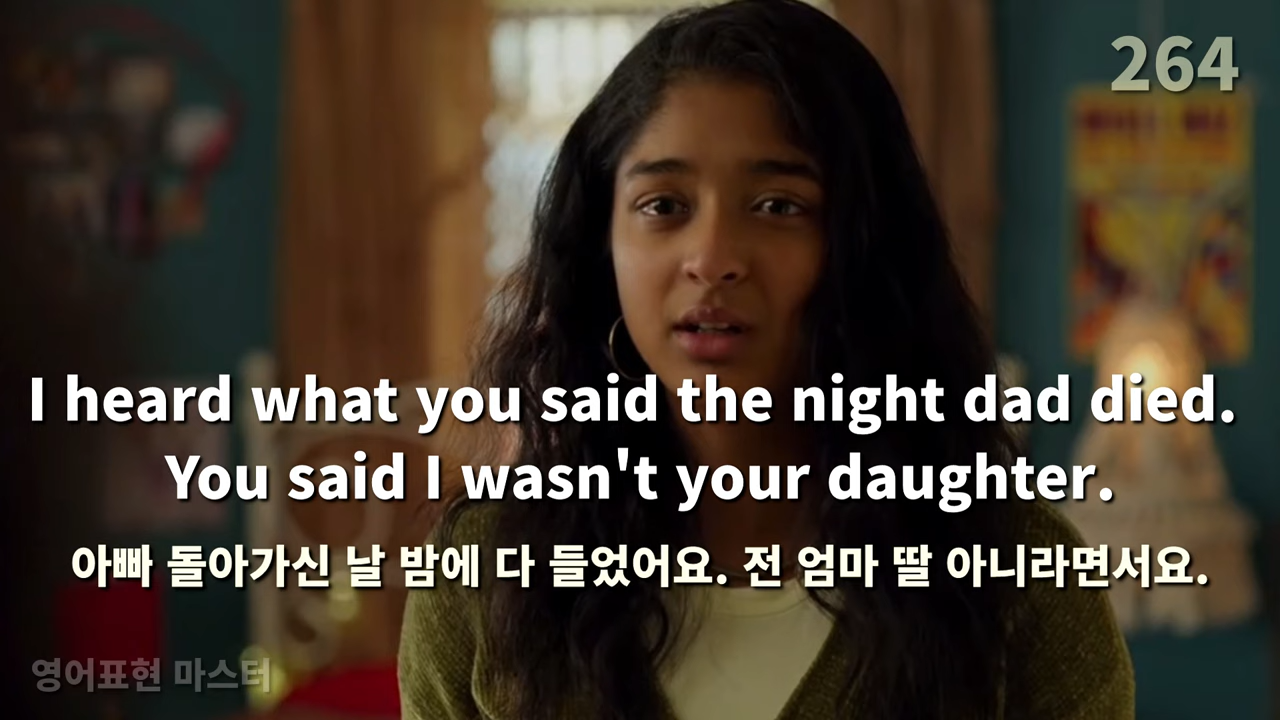 264
I heard what you said the night dad died.
You said I wasn't your daughter.
아빠 돌아가신 날 밤에 다 들었어요. 전 엄마 딸 아니라면서요.
영어표현 마스터